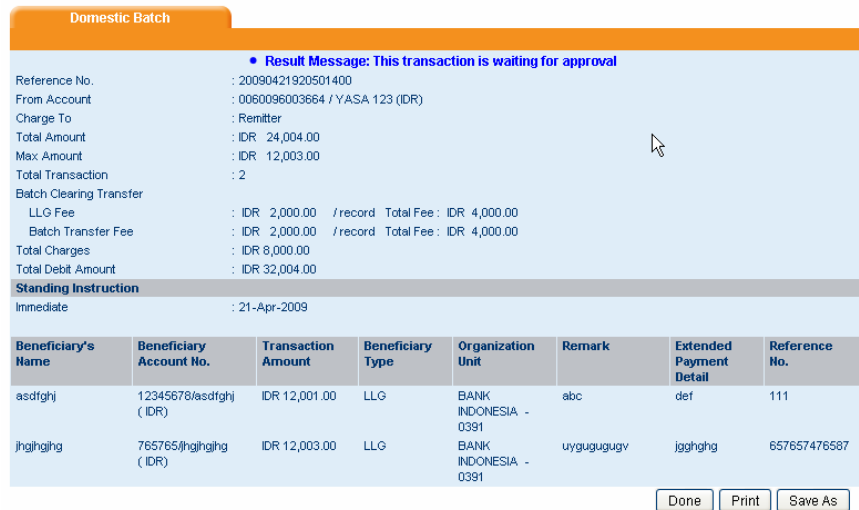 Domestic Batch
• Result Message: This transaction is waiting for approval
Reference No. : 20090421920501400
From Account : 0060096003664 / YASA 123 (IDR)
Charge To : Remitter
Total Amount : IDR 24,004.00
Max Amount : IDR 12,003.00
Total Transaction : 2
Batch Clearing Transfer
LLG Fee : IDR 2,000.00 / record Total Fee : IDR 4,000.00
Batch Transfer Fee : IDR 2,000.00 / record Total Fee : IDR 4,000.00
Total Charges : IDR 8,000.00
Total Debit Amount : IDR 32,004.00
Standing Instruction
Immediate : 21-Apr-2009
Beneficiary's Beneficiary Transaction Beneficiary Organization Remark Extended Reference
Name Account No. Amount Type Unit Payment No.
Detail
asdfghj 12345678/asdfghj IDR 12,001.00 LLG BANK abc def 111
( IDR) INDONESIA -
0391
jhgjhgjhg 765765/jhgjhgjhg IDR 12,003.00 LLG BANK uygugugugv jgghghg 657657476587
( IDR) INDONESIA -
0391
Done Print Save As